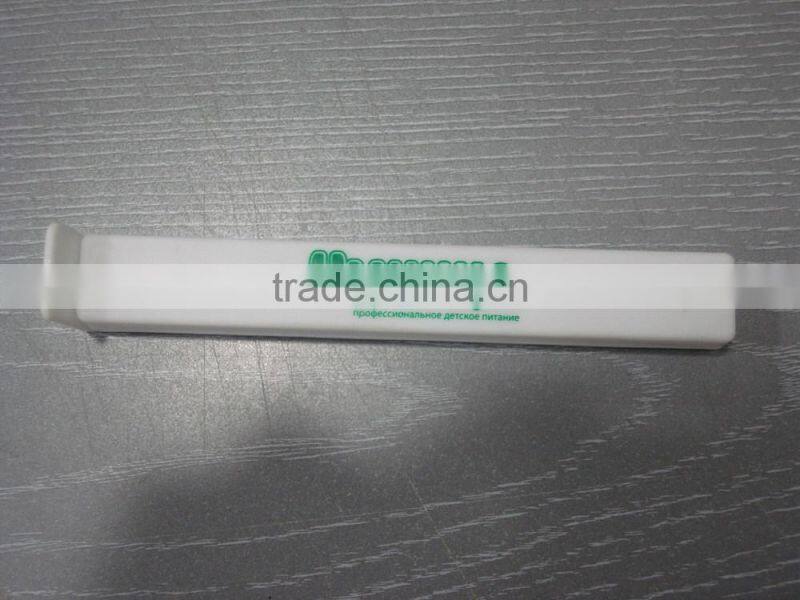 trade.china.cn
профессиональное детское питание